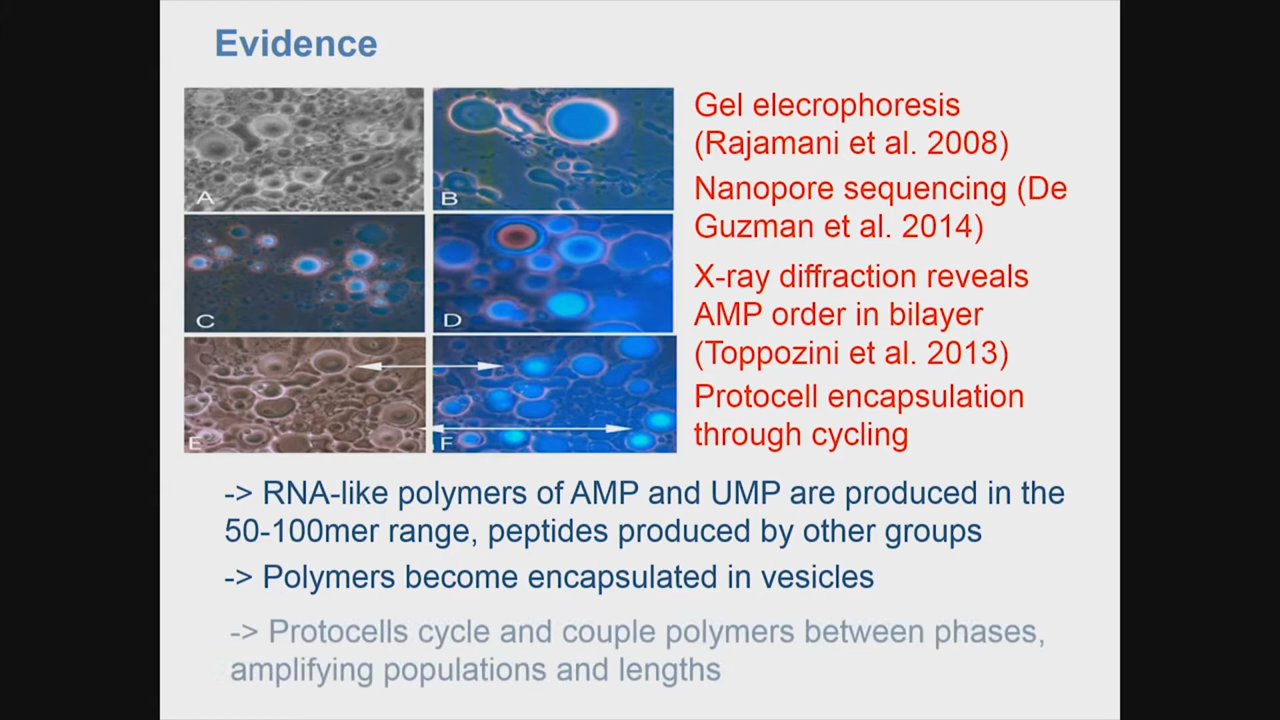 Evidence
A
B
C
D
E
F
Gel elecrophoresis
(Rajamani et al. 2008)
Nanopore sequencing (De
Guzman et al. 2014)
X-ray diffraction reveals
AMP order in bilayer
(Toppozini et al. 2013)
Protocell encapsulation
through cycling
-> RNA-like polymers of AMP and UMP are produced in the
50-100mer range, peptides produced by other groups
-> Polymers become encapsulated in vesicles
-> Protocells cycle and couple polymers between phases,
amplifying populations and lengths